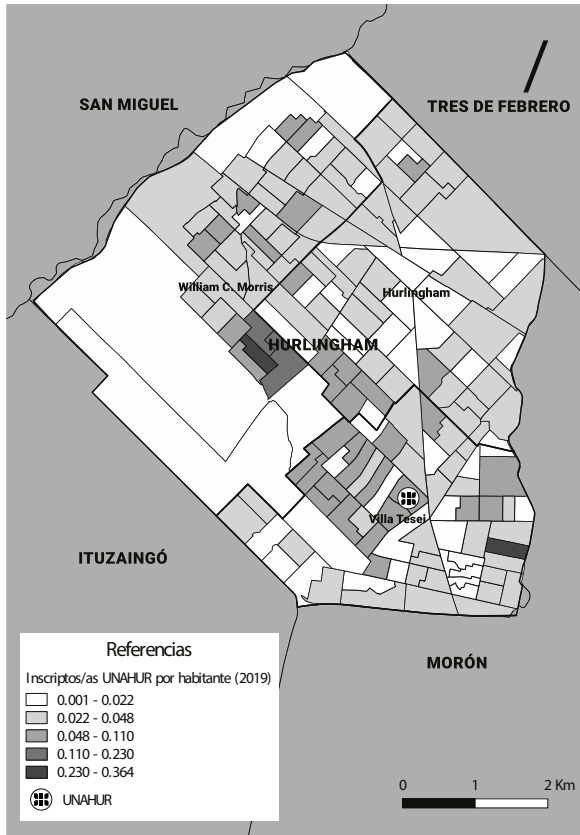 SAN MIGUEL
TRES DE FEBRERO
William C. Morris
Hurlingham
HURLINGHAM
Villa Tesei
ITUZAINGÓ
MORÓN
Referencias
Inscriptos/as UNAHUR por habitante (2019)
0.001 - 0.022
0.022 - 0.048
0.048 - 0.110
0.110 - 0.230
0.230 - 0.364
UNAHUR
0 1 2 Km